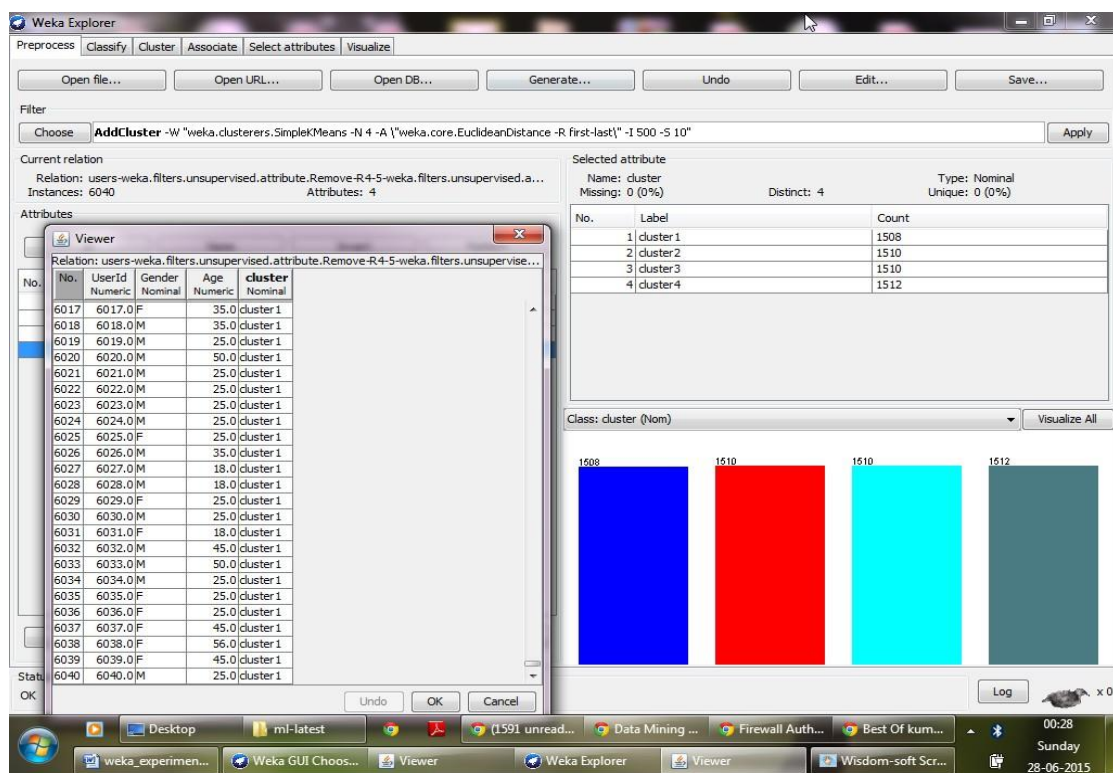 Weka Explorer
Preprocess Classify Cluster Associate Select attributes Visualize
Open file... Open URL... Open DB... Generate... Undo Edit... Save...
Filter
Choose AddCluster -W "weka.clusterers.SimpleKMeans -N 4 -A \"weka.core.EuclideanDistance -R first-last\" -I 500 -S 10" Apply
Current relation
Relation: users-weka.filters.unsupervised.attribute.Remove-R4-5-weka.filters.unsupervised.a...
Instances: 6040 Attributes: 4
Selected attribute
Name: cluster Type: Nominal
Missing: 0 (0%) Distinct: 4 Unique: 0 (0%)
No. Label Count
1 cluster1 1508
2 cluster2 1510
3 cluster3 1510
4 cluster4 1512
Attributes
No.
Viewer
Relation: users-weka.filters.unsupervised.attribute.Remove-R4-5-weka.filters.unsupervise...
No. UserId Gender Age cluster
Numeric Nominal Numeric Nominal
6017 6017.0 F 35.0 cluster1
6018 6018.0 M 35.0 cluster1
6019 6019.0 M 25.0 cluster1
6020 6020.0 M 50.0 cluster1
6021 6021.0 M 25.0 cluster1
6022 6022.0 M 25.0 cluster1
6023 6023.0 M 25.0 cluster1
6024 6024.0 M 25.0 cluster1
6025 6025.0 F 25.0 cluster1
6026 6026.0 M 35.0 cluster1
6027 6027.0 M 18.0 cluster1
6028 6028.0 M 18.0 cluster1
6029 6029.0 F 25.0 cluster1
6030 6030.0 M 25.0 cluster1
6031 6031.0 F 18.0 cluster1
6032 6032.0 M 45.0 cluster1
6033 6033.0 M 50.0 cluster1
6034 6034.0 M 25.0 cluster1
6035 6035.0 F 25.0 cluster1
6036 6036.0 F 25.0 cluster1
6037 6037.0 F 45.0 cluster1
6038 6038.0 F 56.0 cluster1
6039 6039.0 F 45.0 cluster1
6040 6040.0 M 25.0 cluster1
Undo OK Cancel
Class: cluster (Nom) Visualize All
1508 1510 1510 1512
Statu
OK
Log x 0
Desktop ml-latest (1591 unread... Data Mining ... Firewall Auth... Best Of kum...
weka_experimen... Weka GUI Choos... Viewer Weka Explorer Viewer Wisdom-soft Scr...
00:28
Sunday
28-06-2015